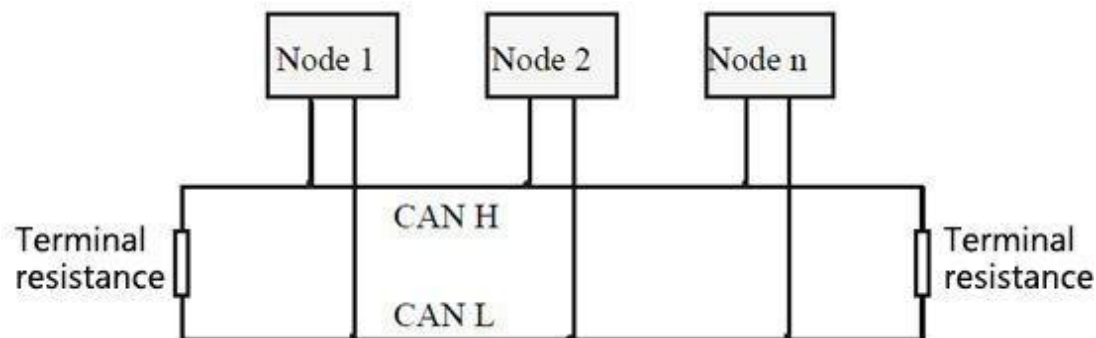 Node 1
Node 2
Node n
CAN H
Terminal
resistance
Terminal
resistance
CAN L